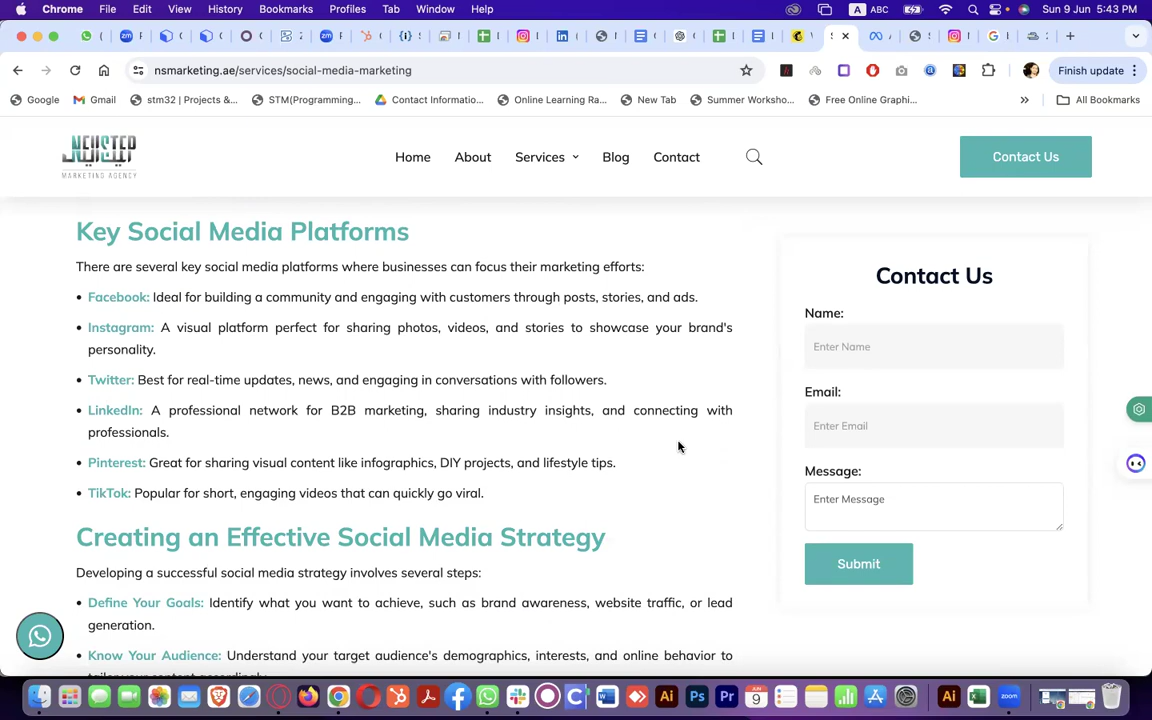 Chrome File Edit View History Bookmarks Profiles Tab Window Help A ABC Sun 9 Jun 5:43 PM
nsmarketing.ae/services/social-media-marketing Finish update
Google Gmail stm32 | Projects &... STM(Programming... Contact Informatio... Online Learning Ra... New Tab Summer Worksho... Free Online Graphi... » All Bookmarks
MARKETING AGENCY
Home About Services Blog Contact Contact Us
Key Social Media Platforms
There are several key social media platforms where businesses can focus their marketing efforts:
• Facebook: Ideal for building a community and engaging with customers through posts, stories, and ads.
• Instagram: A visual platform perfect for sharing photos, videos, and stories to showcase your brand's
personality.
• Twitter: Best for real-time updates, news, and engaging in conversations with followers.
• LinkedIn: A professional network for B2B marketing, sharing industry insights, and connecting with
professionals.
• Pinterest: Great for sharing visual content like infographics, DIY projects, and lifestyle tips.
• TikTok: Popular for short, engaging videos that can quickly go viral.
Creating an Effective Social Media Strategy
Developing a successful social media strategy involves several steps:
• Define Your Goals: Identify what you want to achieve, such as brand awareness, website traffic, or lead
generation.
• Know Your Audience: Understand your target audience's demographics, interests, and online behavior to
tailor your content accordingly.
Contact Us
Name:
Enter Name
Email:
Enter Email
Message:
Enter Message
Submit